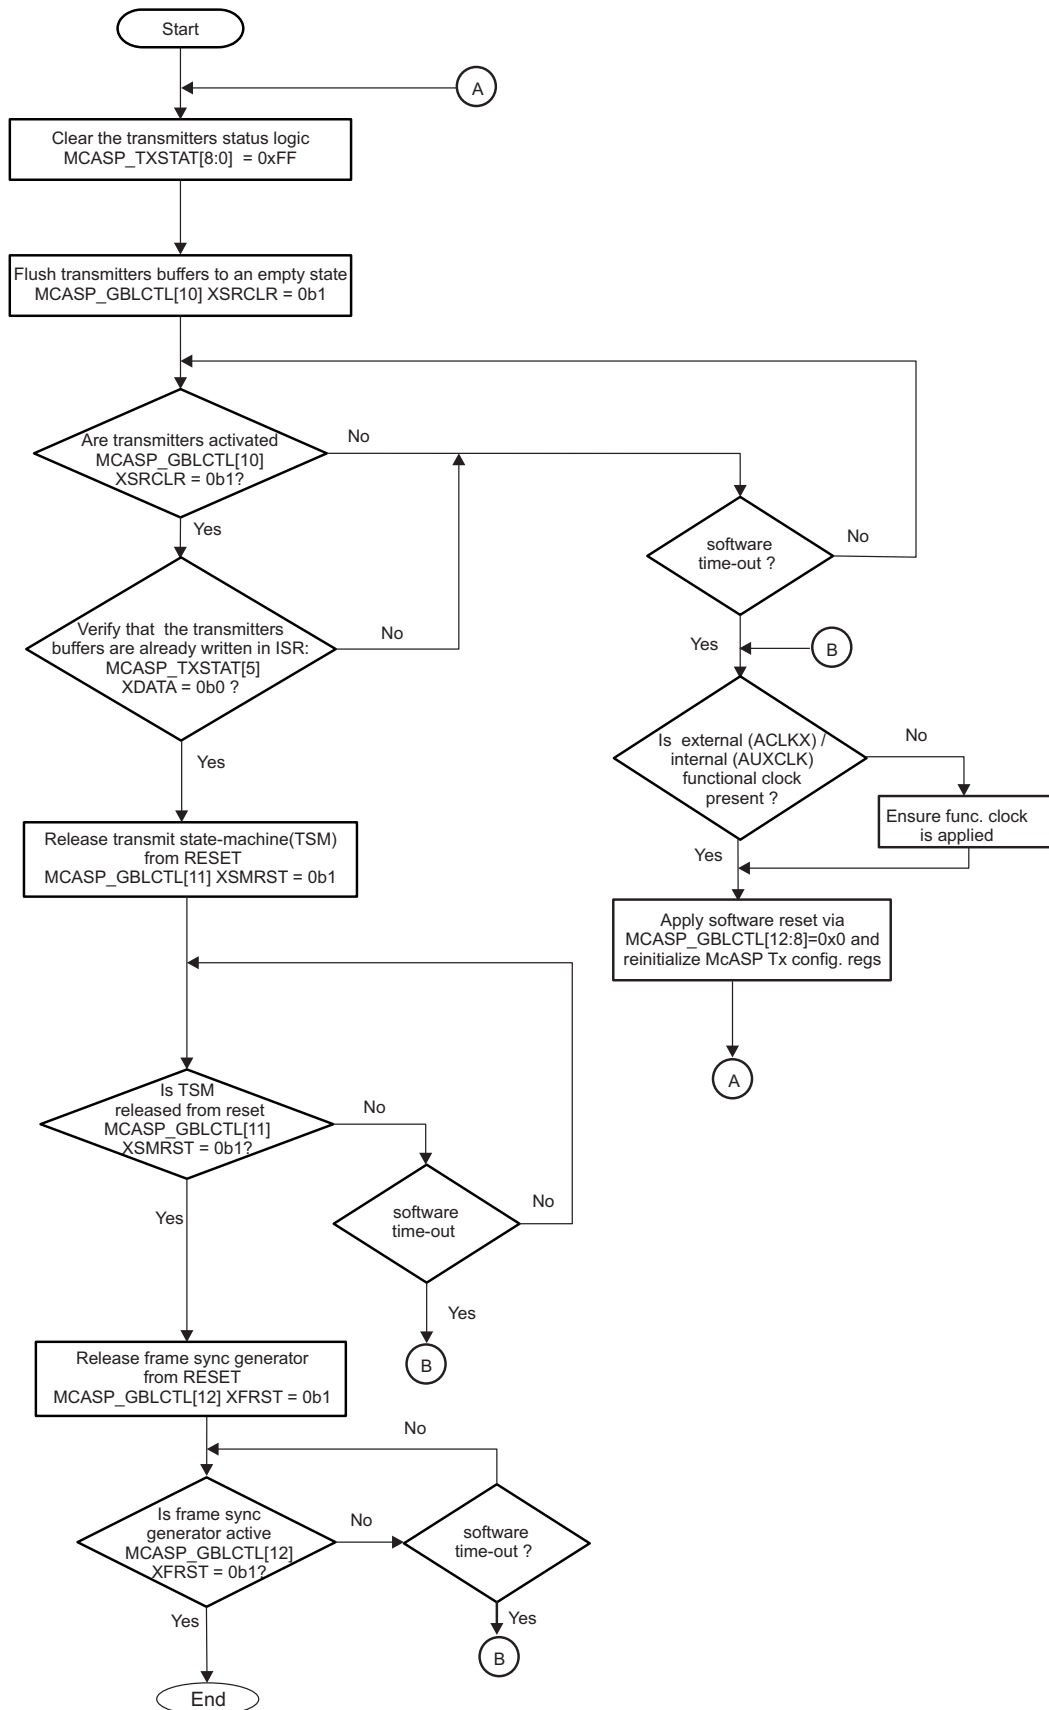 Start
A
Clear the transmitters status logic
MCASP_TXSTAT[8:0] = 0xFF
Flush transmitters buffers to an empty state
MCASP_GBLCTL[10] XSRCLR = 0b1
Are transmitters activated
MCASP_GBLCTL[10]
XSRCLR = 0b1?
No
Yes
software
time-out ?
No
Yes
Verify that the transmitters
buffers are already written in ISR:
MCASP_TXSTAT[5]
XDATA = 0b0 ?
No
Yes
B
Is external (ACLKX) /
internal (AUXCLK)
functional clock
present ?
No
Yes
Ensure func. clock
is applied
Release transmit state-machine(TSM)
from RESET
MCASP_GBLCTL[11] XSMRST = 0b1
Apply software reset via
MCASP_GBLCTL[12:8]=0x0 and
reinitialize McASP Tx config. regs
A
Is TSM
released from reset
MCASP_GBLCTL[11]
XSMRST = 0b1?
No
Yes
software
time-out
No
Yes
B
Release frame sync generator
from RESET
MCASP_GBLCTL[12] XFRST = 0b1
No
Is frame sync
generator active
MCASP_GBLCTL[12]
XFRST = 0b1?
No
software
time-out ?
Yes
Yes
B
End